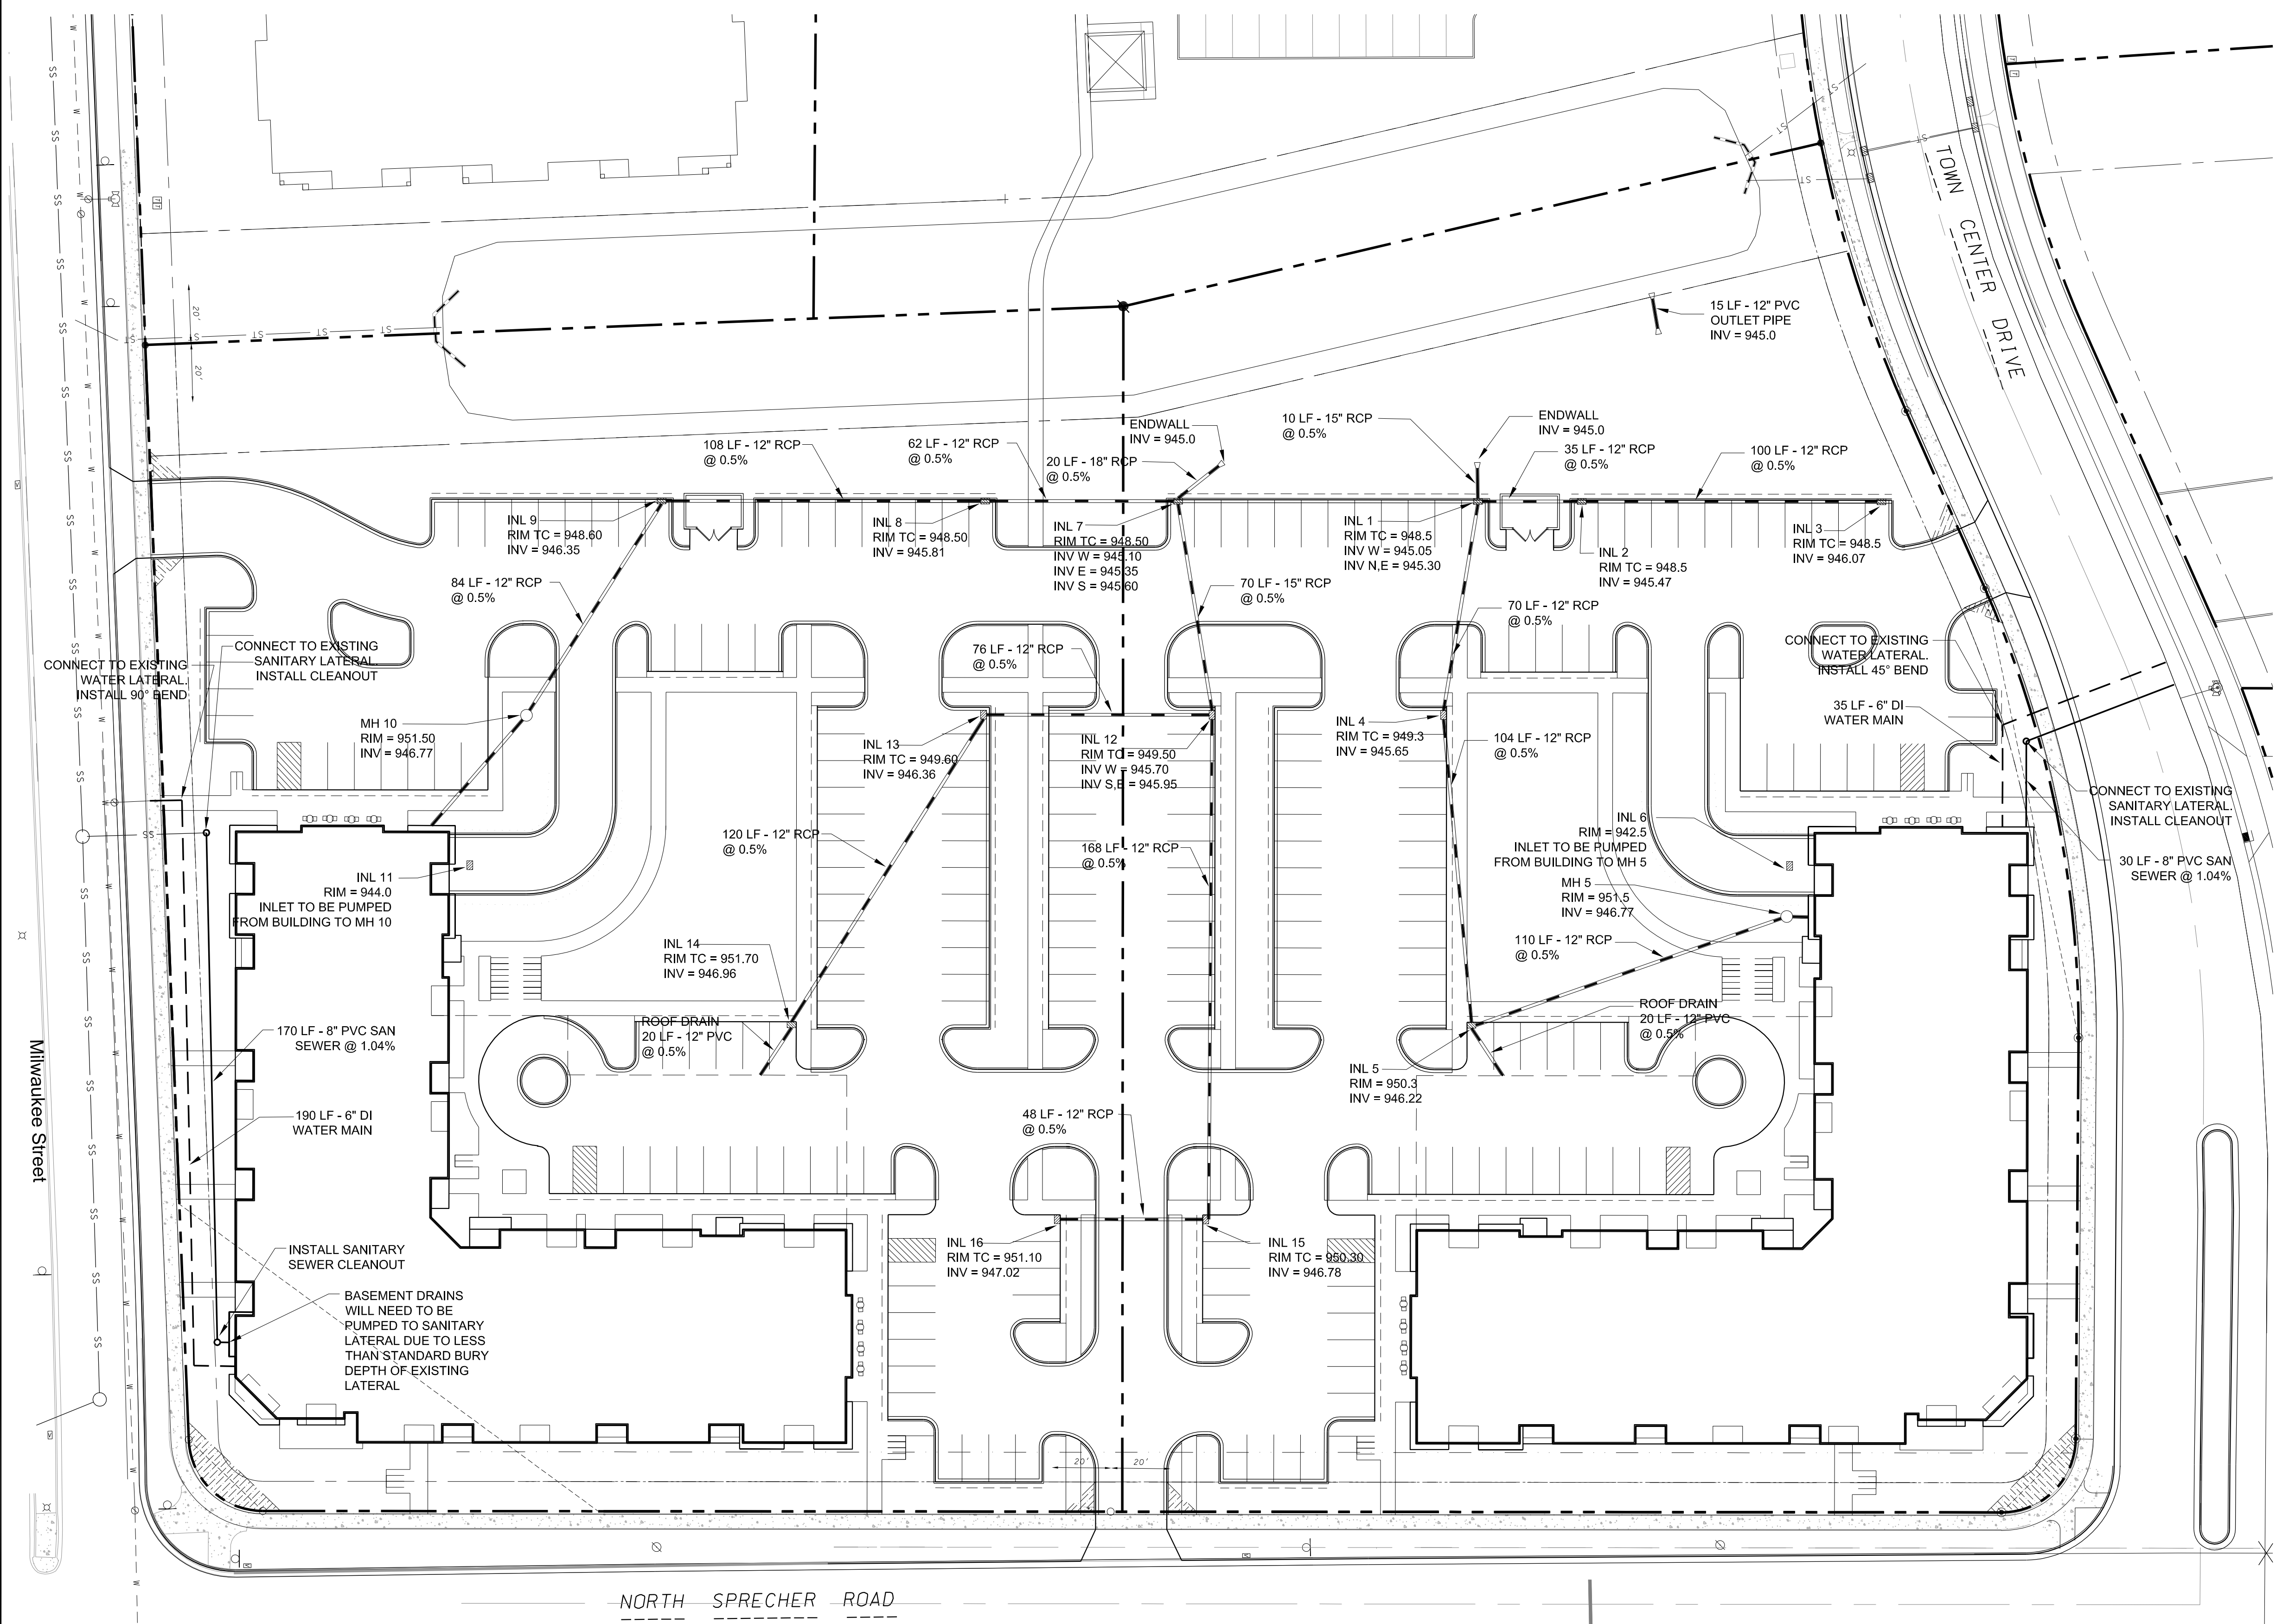 TOWN CENTER DRIVE
15 LF - 12" PVC
OUTLET PIPE
INV = 945.0
20'
20'
ENDWALL
INV = 945.0
10 LF - 15" RCP
@ 0.5%
ENDWALL
INV = 945.0
108 LF - 12" RCP
@ 0.5%
62 LF - 12" RCP
@ 0.5%
20 LF - 18" RCP
@ 0.5%
35 LF - 12" RCP
@ 0.5%
100 LF - 12" RCP
@ 0.5%
INL 9
RIM TC = 948.60
INV = 946.35
INL 8
RIM TC = 948.50
INV = 945.81
INL 7
RIM TC = 948.50
INV W = 945.10
INV E = 945.35
INV S = 945.60
INL 1
RIM TC = 948.5
INV W = 945.05
INV N,E = 945.30
INL 2
RIM TC = 948.5
INV = 945.47
INL 3
RIM TC = 948.5
INV = 946.07
84 LF - 12" RCP
@ 0.5%
70 LF - 15" RCP
@ 0.5%
70 LF - 12" RCP
@ 0.5%
CONNECT TO EXISTING
SANITARY LATERAL.
INSTALL CLEANOUT
CONNECT TO EXISTING
WATER LATERAL.
INSTALL 90° BEND
76 LF - 12" RCP
@ 0.5%
CONNECT TO EXISTING
WATER LATERAL.
INSTALL 45° BEND
35 LF - 6" DI
WATER MAIN
MH 10
RIM = 951.50
INV = 946.77
INL 13
RIM TC = 949.60
INV = 946.36
INL 12
RIM TC = 949.50
INV W = 945.70
INV S,E = 945.95
INL 4
RIM TC = 949.3
INV = 945.65
104 LF - 12" RCP
@ 0.5%
CONNECT TO EXISTING
SANITARY LATERAL.
INSTALL CLEANOUT
30 LF - 8" PVC SAN
SEWER @ 1.04%
120 LF - 12" RCP
@ 0.5%
168 LF - 12" RCP
@ 0.5%
INL 6
RIM = 942.5
INLET TO BE PUMPED
FROM BUILDING TO MH 5
INL 11
RIM = 944.0
INLET TO BE PUMPED
FROM BUILDING TO MH 10
MH 5
RIM = 951.5
INV = 946.77
INL 14
RIM TC = 951.70
INV = 946.96
110 LF - 12" RCP
@ 0.5%
ROOF DRAIN
20 LF - 12" PVC
@ 0.5%
ROOF DRAIN
20 LF - 12" PVC
@ 0.5%
170 LF - 8" PVC SAN
SEWER @ 1.04%
INL 5
RIM = 950.3
INV = 946.22
190 LF - 6" DI
WATER MAIN
48 LF - 12" RCP
@ 0.5%
Milwaukee Street
INSTALL SANITARY
SEWER CLEANOUT
INL 16
RIM TC = 951.10
INV = 947.02
INL 15
RIM TC = 950.30
INV = 946.78
BASEMENT DRAINS
WILL NEED TO BE
PUMPED TO SANITARY
LATERAL DUE TO LESS
THAN STANDARD BURY
DEPTH OF EXISTING
LATERAL
20' 20'
NORTH SPRECHER ROAD